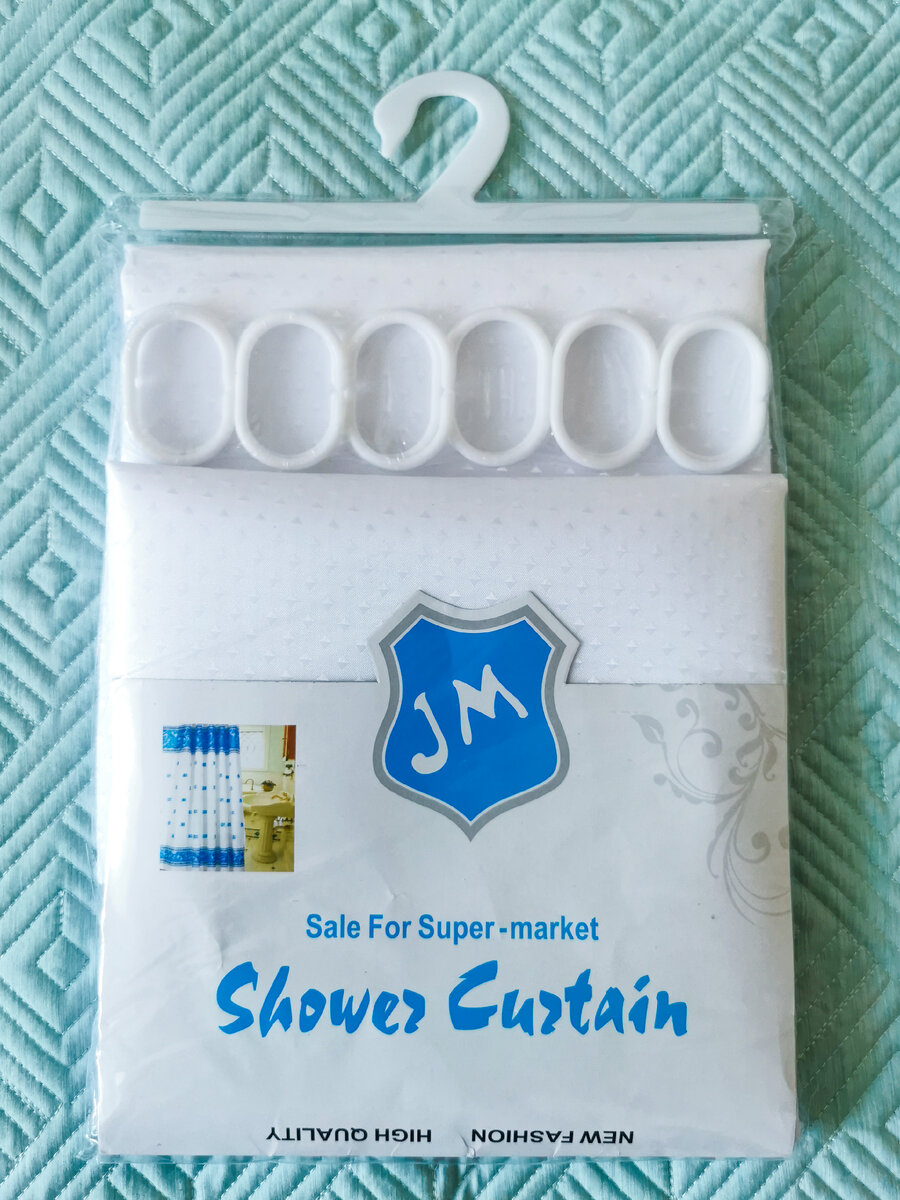 JM
Sale For Super-market
Shower Curtain
NEW FASHION HIGH QUALITY